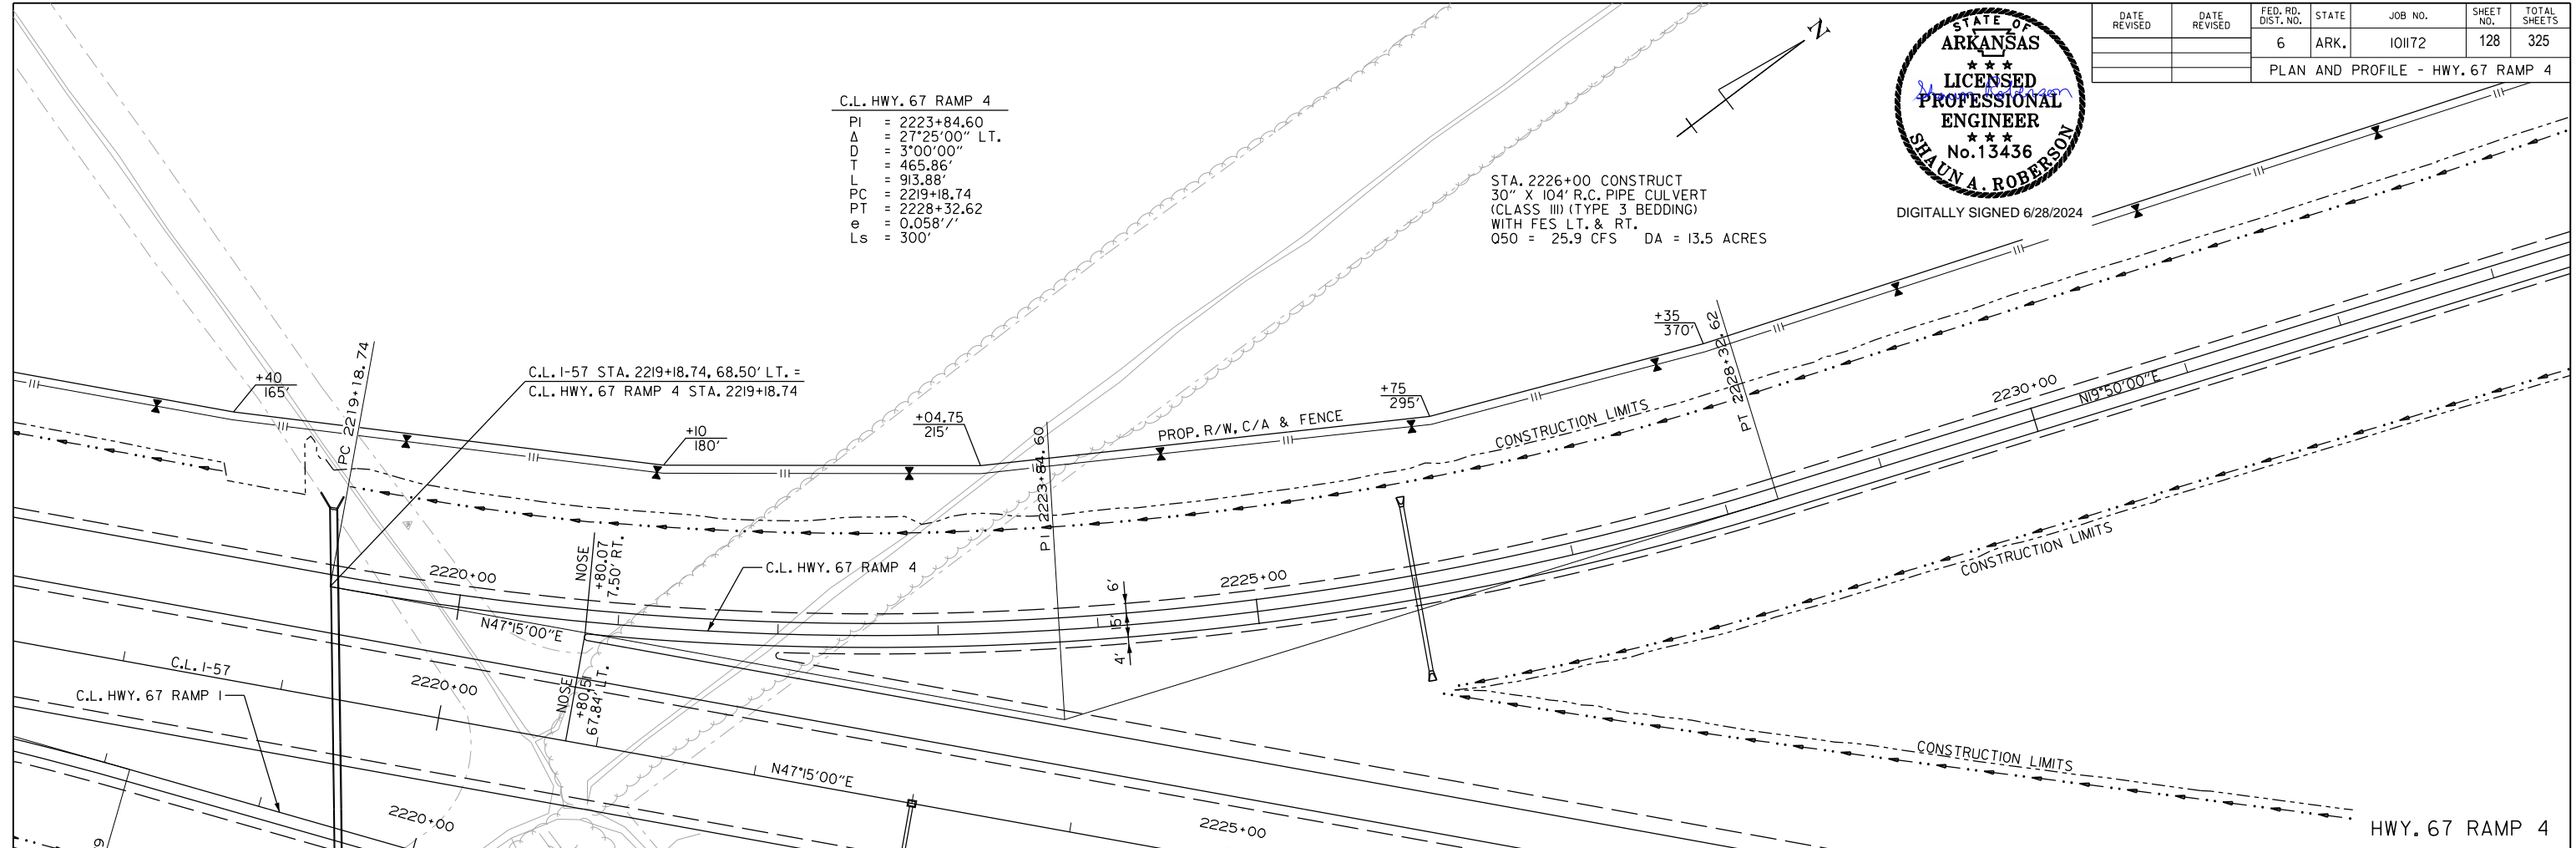 DATE REVISED
DATE REVISED
FED. RD. DIST. NO.
STATE
JOB NO.
SHEET NO.
TOTAL SHEETS
6
ARK.
101172
128
325
PLAN AND PROFILE - HWY. 67 RAMP 4
STATE OF
ARKANSAS
★ ★ ★
LICENSED
PROFESSIONAL
ENGINEER
★ ★ ★
No.13436
SHAUN A. ROBERSON
Shaun Roberson
DIGITALLY SIGNED 6/28/2024
N
C.L. HWY. 67 RAMP 4
PI = 2223+84.60
Δ = 27°25'00" LT.
D = 3°00'00"
T = 465.86'
L = 913.88'
PC = 2219+18.74
PT = 2228+32.62
e = 0.058'/'
Ls = 300'
STA. 2226+00 CONSTRUCT
30" X 104' R.C. PIPE CULVERT
(CLASS III) (TYPE 3 BEDDING)
WITH FES LT. & RT.
Q50 = 25.9 CFS DA = 13.5 ACRES
+40
165'
PC 2219+18.74
C.L. I-57 STA. 2219+18.74, 68.50' LT. =
C.L. HWY. 67 RAMP 4 STA. 2219+18.74
+10
180'
+04.75
215'
PI 2223+84.60
PROP. R/W, C/A & FENCE
+75
295'
CONSTRUCTION LIMITS
+35
370'
PT 2228+32.62
2230+00
N19°50'00"E
2220+00
NOSE
+80.07
7.50' RT.
C.L. HWY. 67 RAMP 4
6'
15'
4'
2225+00
CONSTRUCTION LIMITS
N47°15'00"E
C.L. I-57
C.L. HWY. 67 RAMP 1
2220+00
NOSE
+80.51
67.84' LT.
N47°15'00"E
CONSTRUCTION LIMITS
2220+00
2225+00
9
HWY. 67 RAMP 4